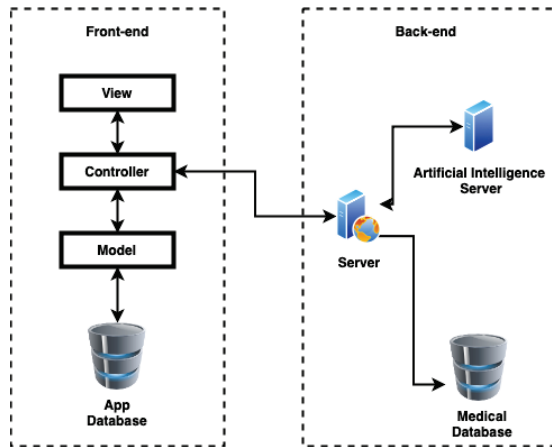 Front-end
Back-end
View
Controller
Model
App
Database
Server
Artificial Intelligence
Server
Medical
Database